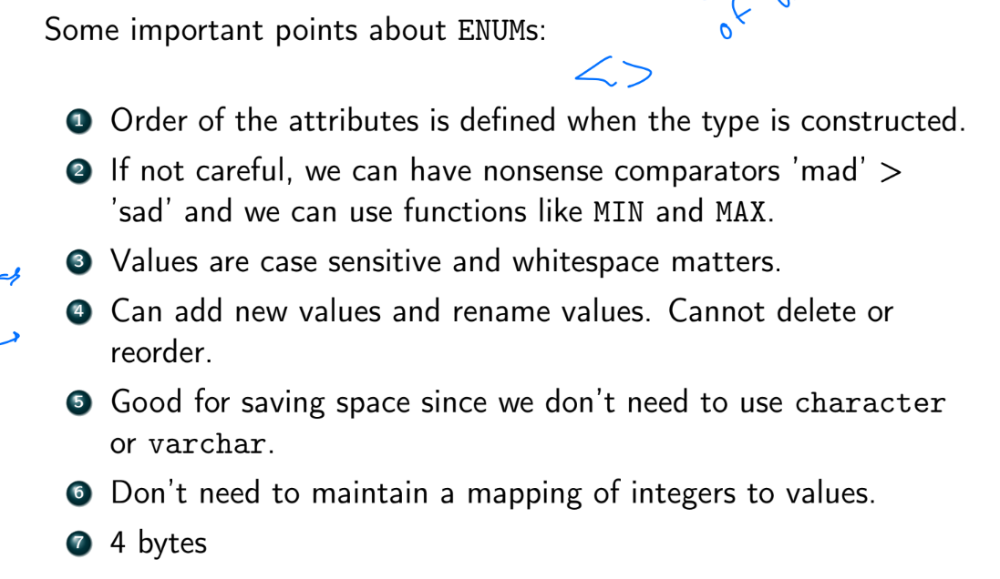 Some important points about ENUMs:
of
<>
1 Order of the attributes is defined when the type is constructed.
2 If not careful, we can have nonsense comparators 'mad' >
'sad' and we can use functions like MIN and MAX.
3 Values are case sensitive and whitespace matters.
4 Can add new values and rename values. Cannot delete or
reorder.
5 Good for saving space since we don't need to use character
or varchar.
6 Don't need to maintain a mapping of integers to values.
7 4 bytes